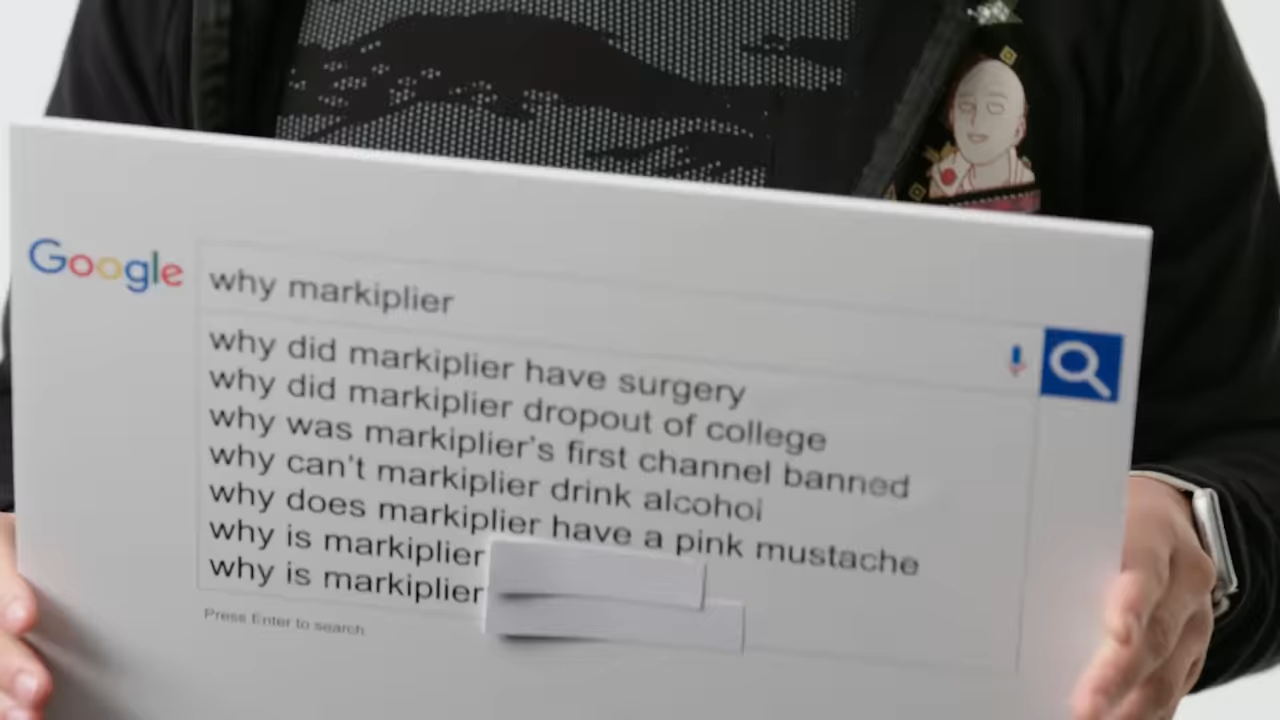 Google
why markiplier
why did markiplier have surgery
why did markiplier dropout of college
why was markiplier's first channel banned
why can't markiplier drink alcohol
why does markiplier have a pink mustache
why is markiplier
why is markiplier
Press Enter to search